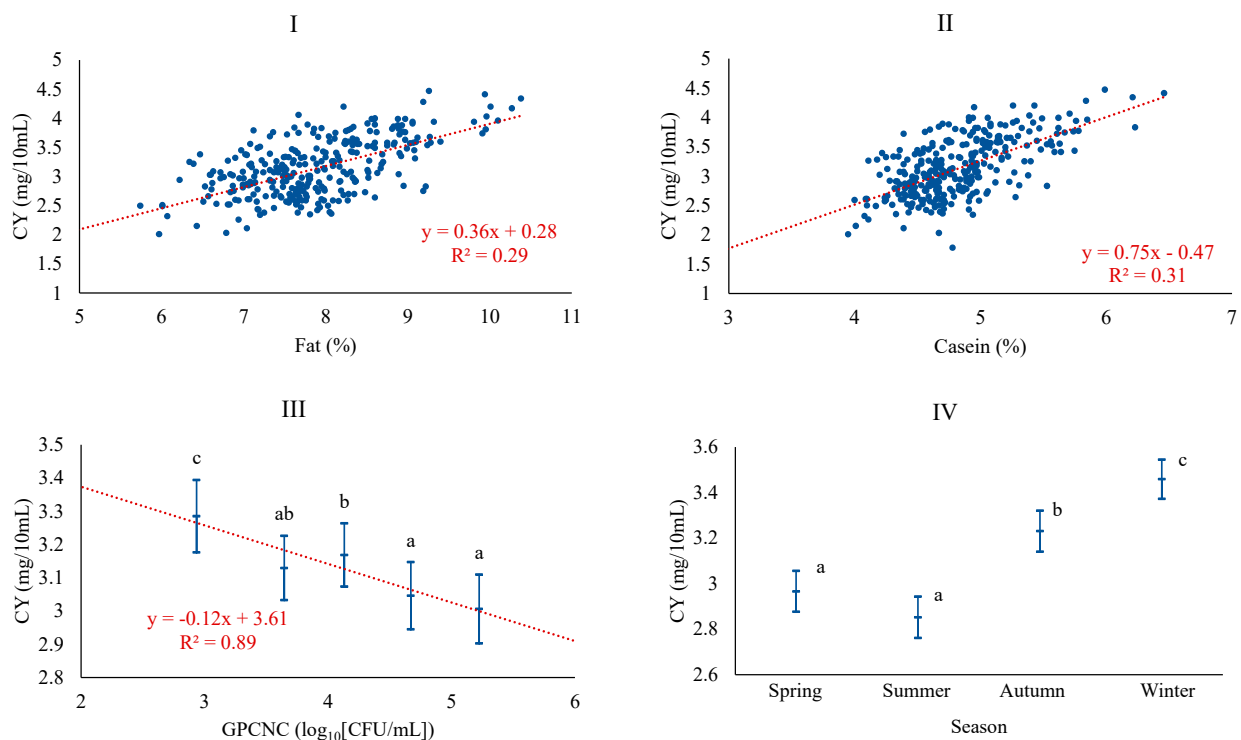 I
CY (mg/10mL)
5
4.5
4
3.5
3
2.5
2
1.5
1
y = 0.36x + 0.28
R² = 0.29
5 6 7 8 9 10 11
Fat (%)
II
CY (mg/10mL)
5
4.5
4
3.5
3
2.5
2
1.5
1
y = 0.75x - 0.47
R² = 0.31
3 4 5 6 7
Casein (%)
III
CY (mg/10mL)
3.5
3.4
3.3
3.2
3.1
3
2.9
2.8
c
ab
b
a
a
y = -0.12x + 3.61
R² = 0.89
2 3 4 5 6
GPCNC (log₁₀[CFU/mL])
IV
CY (mg/10mL)
3.6
3.4
3.2
3
2.8
2.6
a
a
b
c
Spring Summer Autumn Winter
Season